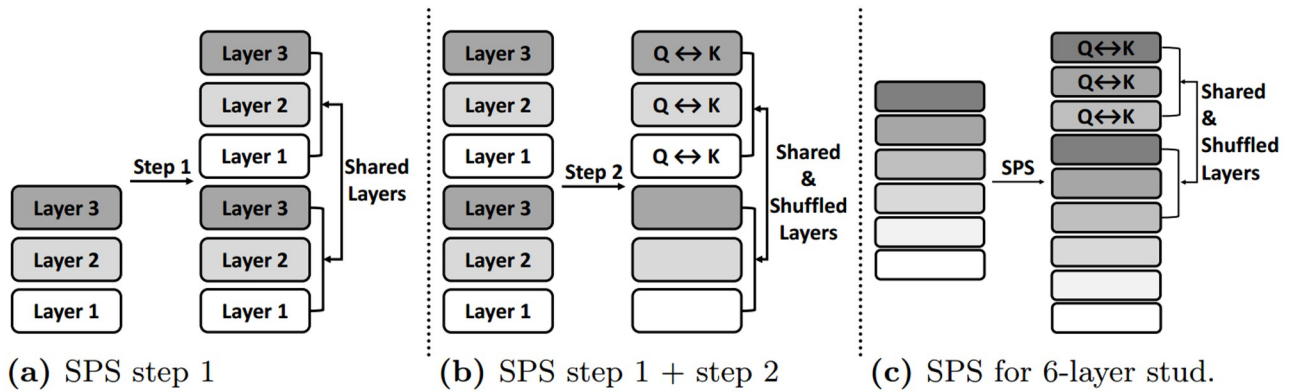 Layer 3
Layer 2
Layer 1
Step 1
Layer 3
Layer 2
Layer 1
Layer 3
Layer 2
Layer 1
Shared
Layers
(a) SPS step 1
Layer 3
Layer 2
Layer 1
Layer 3
Layer 2
Layer 1
Step 2
Q ↔ K
Q ↔ K
Q ↔ K
Shared
&
Shuffled
Layers
(b) SPS step 1 + step 2
SPS
Q↔K
Q↔K
Q↔K
Shared
&
Shuffled
Layers
(c) SPS for 6-layer stud.